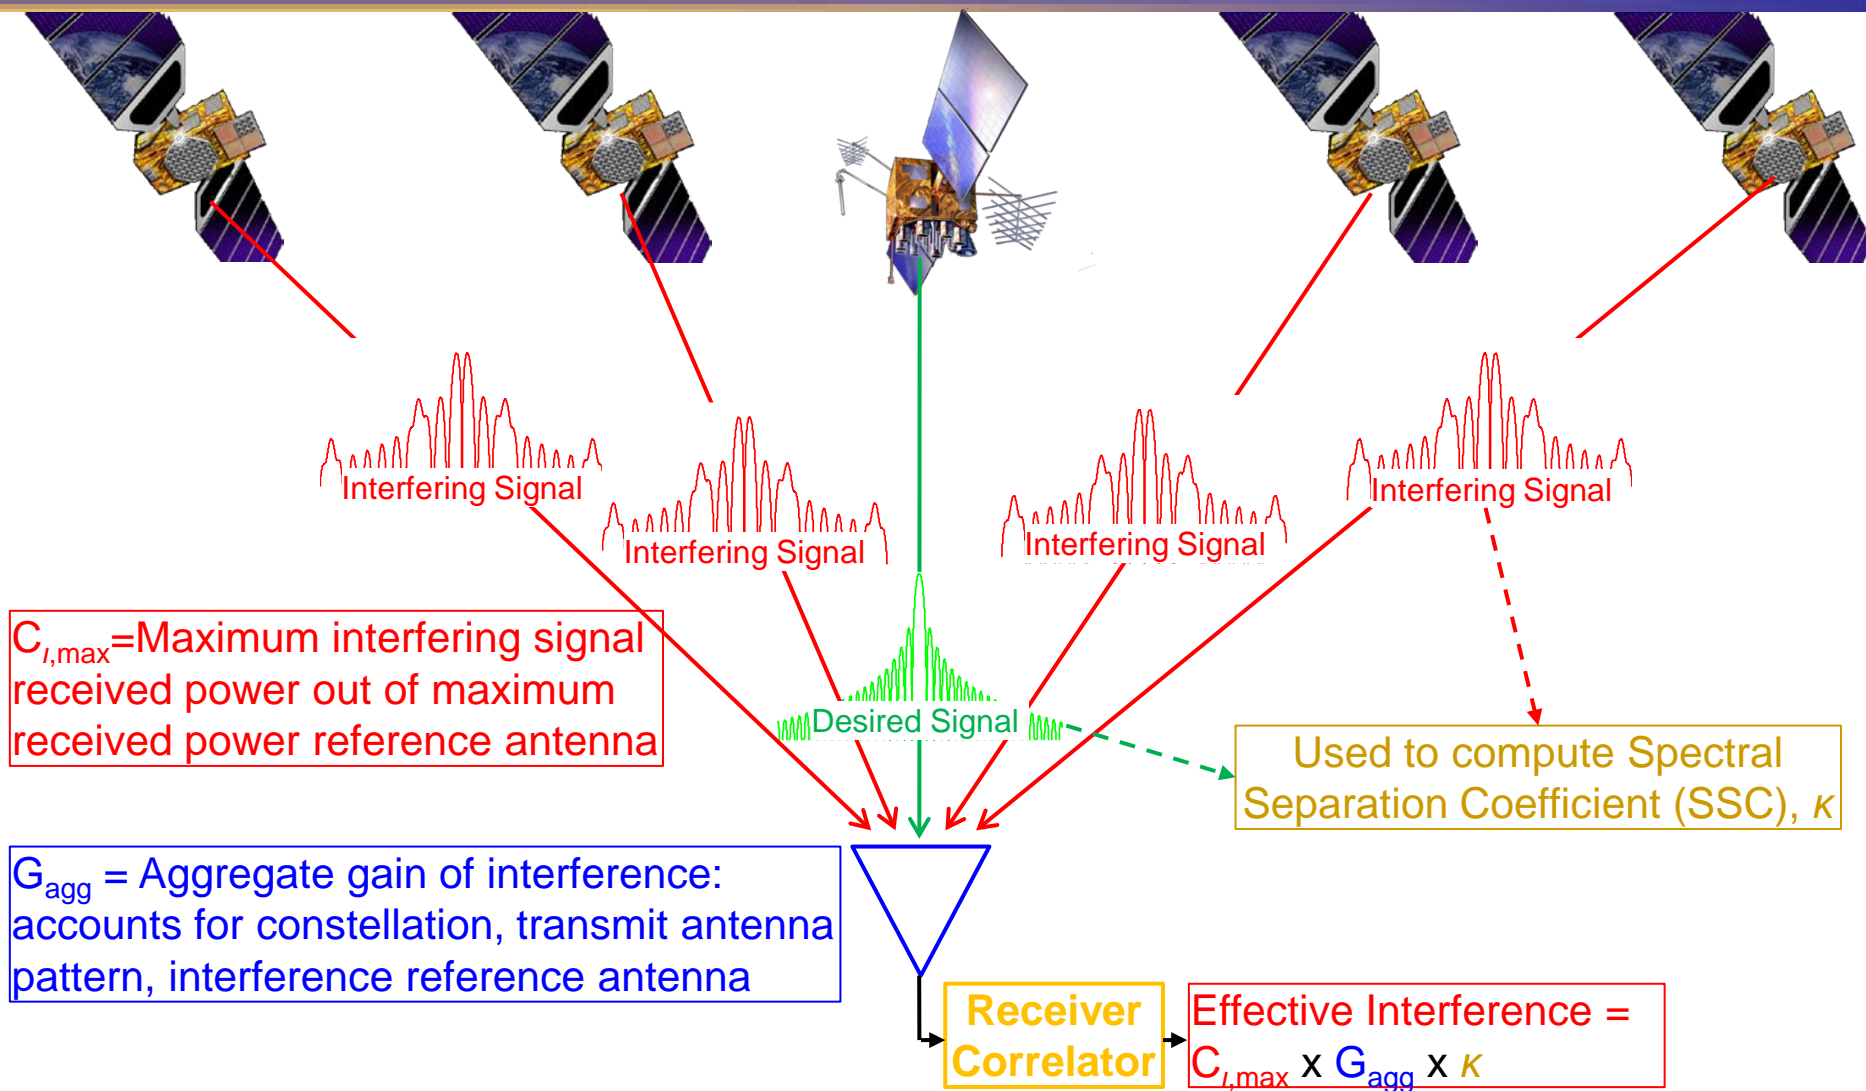 Interfering Signal
Interfering Signal
Interfering Signal
Interfering Signal
C_ι,max=Maximum interfering signal
received power out of maximum
received power reference antenna
Desired Signal
Used to compute Spectral
Separation Coefficient (SSC), κ
G_agg = Aggregate gain of interference:
accounts for constellation, transmit antenna
pattern, interference reference antenna
Receiver
Correlator
Effective Interference =
C_ι,max x G_agg x κ